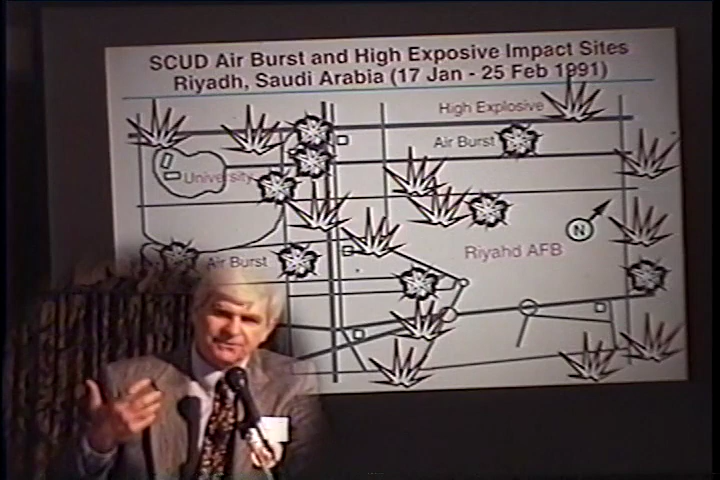 SCUD Air Burst and High Exposive Impact Sites
Riyadh, Saudi Arabia (17 Jan - 25 Feb 1991)
High Explosive
Air Burst
University
N
Riyahd AFB
Air Burst